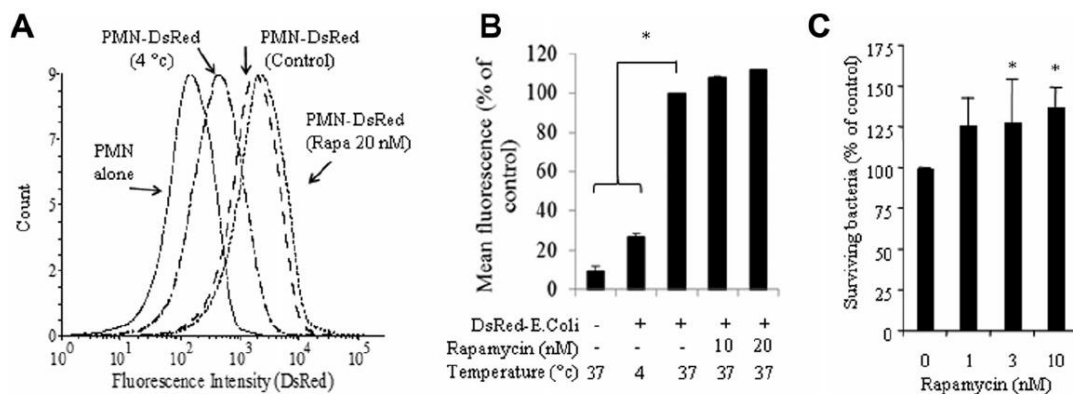 A
PMN-DsRed
(4 °c)
PMN-DsRed
(Control)
PMN-DsRed
(Rapa 20 nM)
PMN
alone
Count
9
8
6
5
3
2
0
10^0
10^1
10^2
10^3
10^4
10^5
Fluorescence Intensity (DsRed)
B
*
Mean fluorescence (% of
control)
120
100
80
60
40
20
0
DsRed-E.Coli - + + + +
Rapamycin (nM) - - - 10 20
Temperature (°c) 37 4 37 37 37
C
Surviving bacteria (% of control)
175
150
125
100
75
50
25
0
* *
0 1 3 10
Rapamycin (nM)